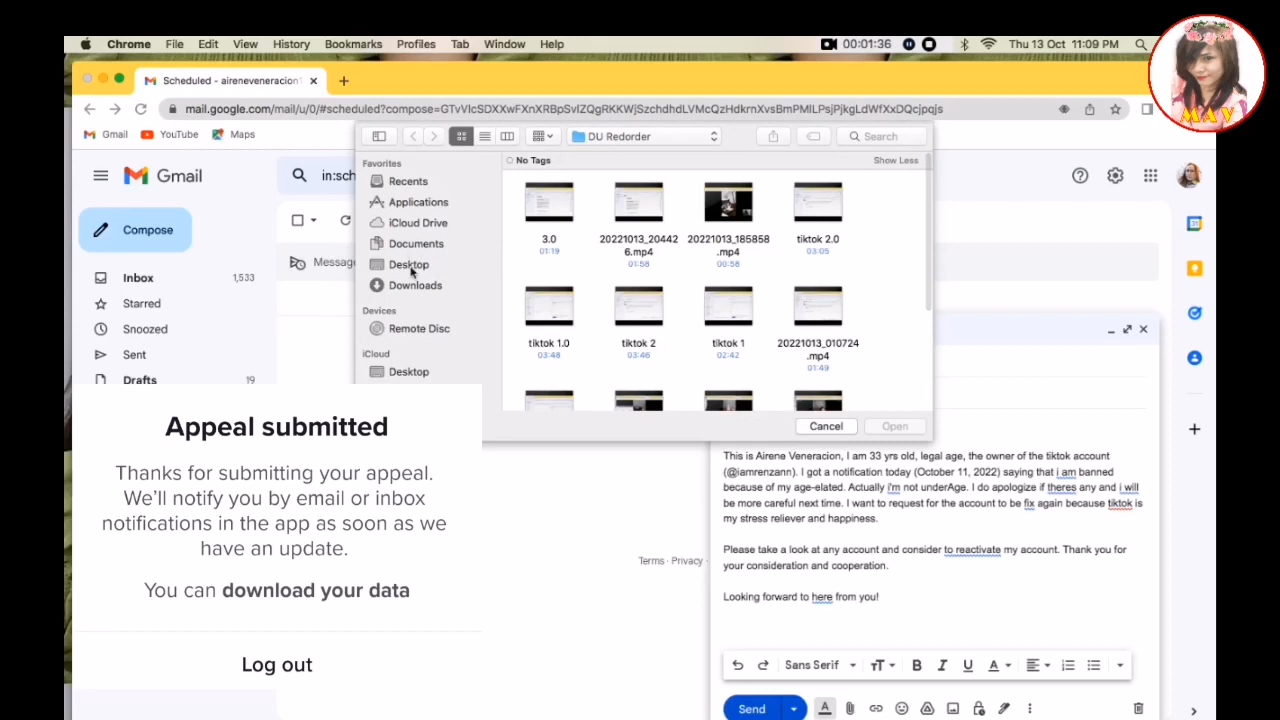 Chrome File Edit View History Bookmarks Profiles Tab Window Help 00:01:36 Thu 13 Oct 11:09 PM
MAV
Scheduled - aireneveneracion1
mail.google.com/mail/u/0/#scheduled?compose=GTvVlcSDXXwFXnXRBpSvlZQgRKKWjSzchdhdLVMcQzHdkrnXvsBmPMlLPsjPjkgLdWfXxDQcjpqjs
Gmail YouTube Maps
DU Redorder
Search
Favorites
No Tags
Show Less
Gmail
in:sch
Recents
Applications
iCloud Drive
Documents
Desktop
Downloads
Devices
Remote Disc
iCloud
Desktop
3.0
01:19
20221013_20442
6.mp4
01:58
20221013_185858
.mp4
00:58
tiktok 2.0
03:05
tiktok 1.0
03:48
tiktok 2
03:46
tiktok 1
02:42
20221013_010724
.mp4
01:49
Cancel
Open
Compose
Messag
Inbox 1,533
Starred
Snoozed
Sent
Drafts 19
Appeal submitted
Thanks for submitting your appeal.
We'll notify you by email or inbox
notifications in the app as soon as we
have an update.
You can download your data
Log out
Terms · Privacy ·
This is Airene Veneracion, I am 33 yrs old, legal age, the owner of the tiktok account
(@iamrenzann). I got a notification today (October 11, 2022) saying that i am banned
because of my age-elated. Actually i'm not underAge. I do apologize if theres any and i will
be more careful next time. I want to request for the account to be fix again because tiktok is
my stress reliever and happiness.
Please take a look at any account and consider to reactivate my account. Thank you for
your consideration and cooperation.
Looking forward to here from you!
Sans Serif
Send